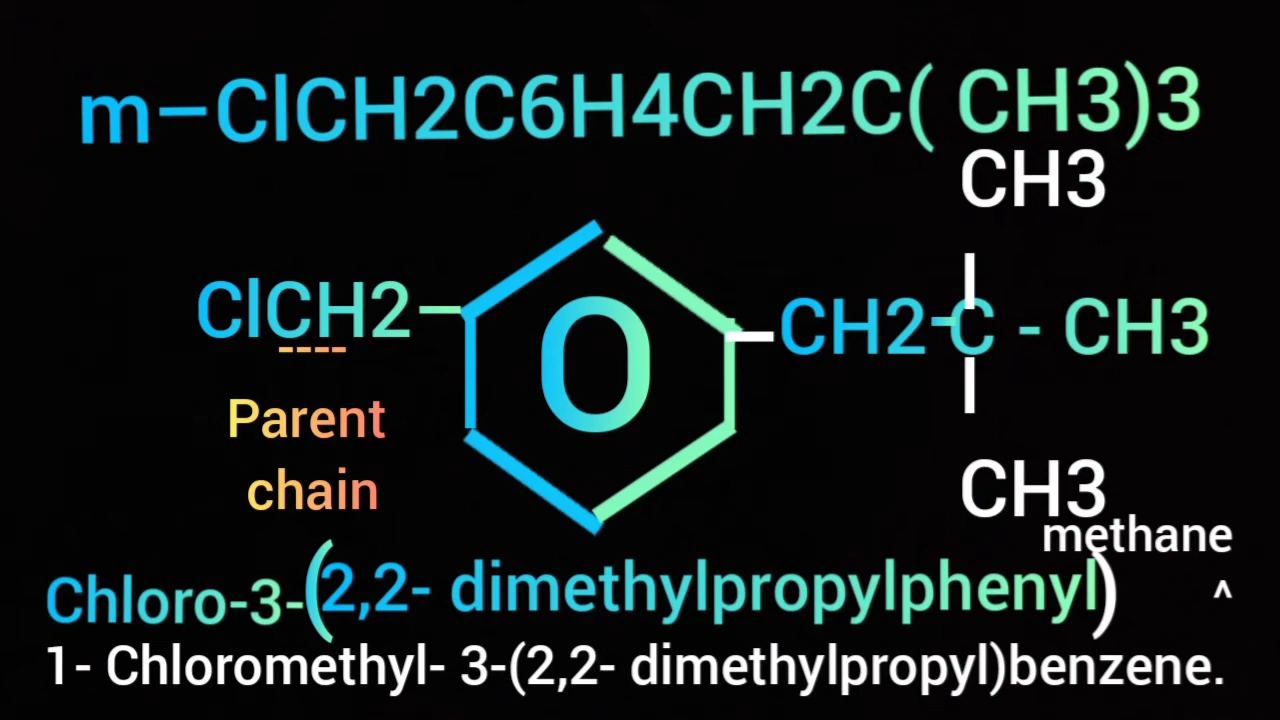 m-ClCH2C6H4CH2C( CH3)3
CH3
ClCH2- O -CH2-C - CH3
Parent
chain
CH3
methane
Chloro-3-(2,2- dimethylpropylphenyl) ^
1- Chloromethyl- 3-(2,2- dimethylpropyl)benzene.